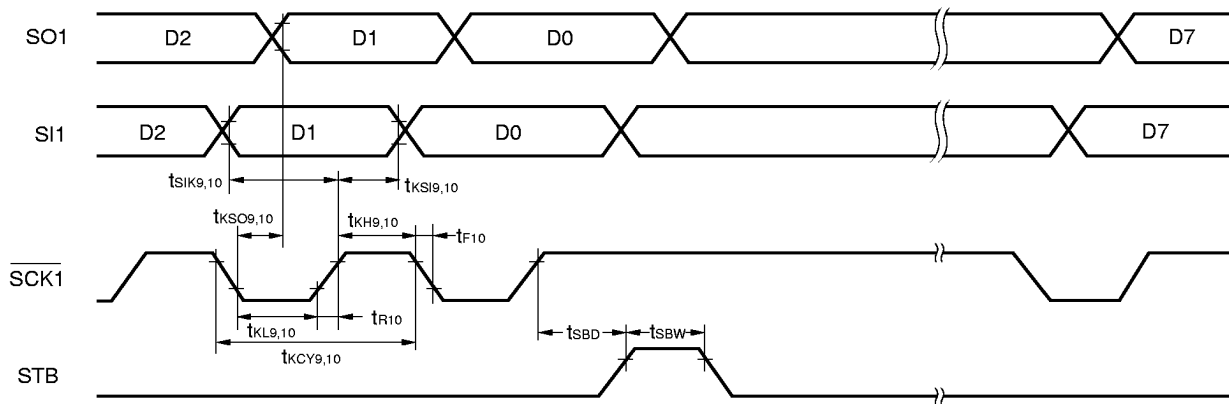 SO1 D2 D1 D0 D7
SI1 D2 D1 D0 D7
tSIK9,10 tKSI9,10
tKSO9,10 tKH9,10 tF10
SCK1
tKL9,10 tR10 tSBD tSBW
tKCY9,10
STB